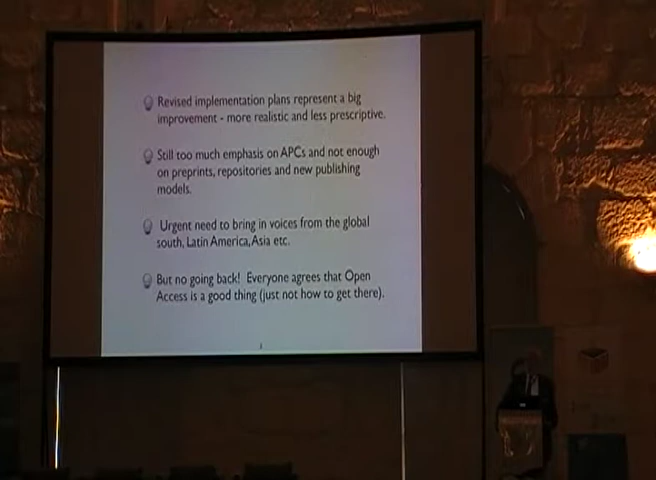 Revised implementation plans represent a big
improvement - more realistic and less prescriptive.
Still too much emphasis on APCs and not enough
on preprints, repositories and new publishing
models.
Urgent need to bring in voices from the global
south, Latin America, Asia etc.
But no going back! Everyone agrees that Open
Access is a good thing (just not how to get there).